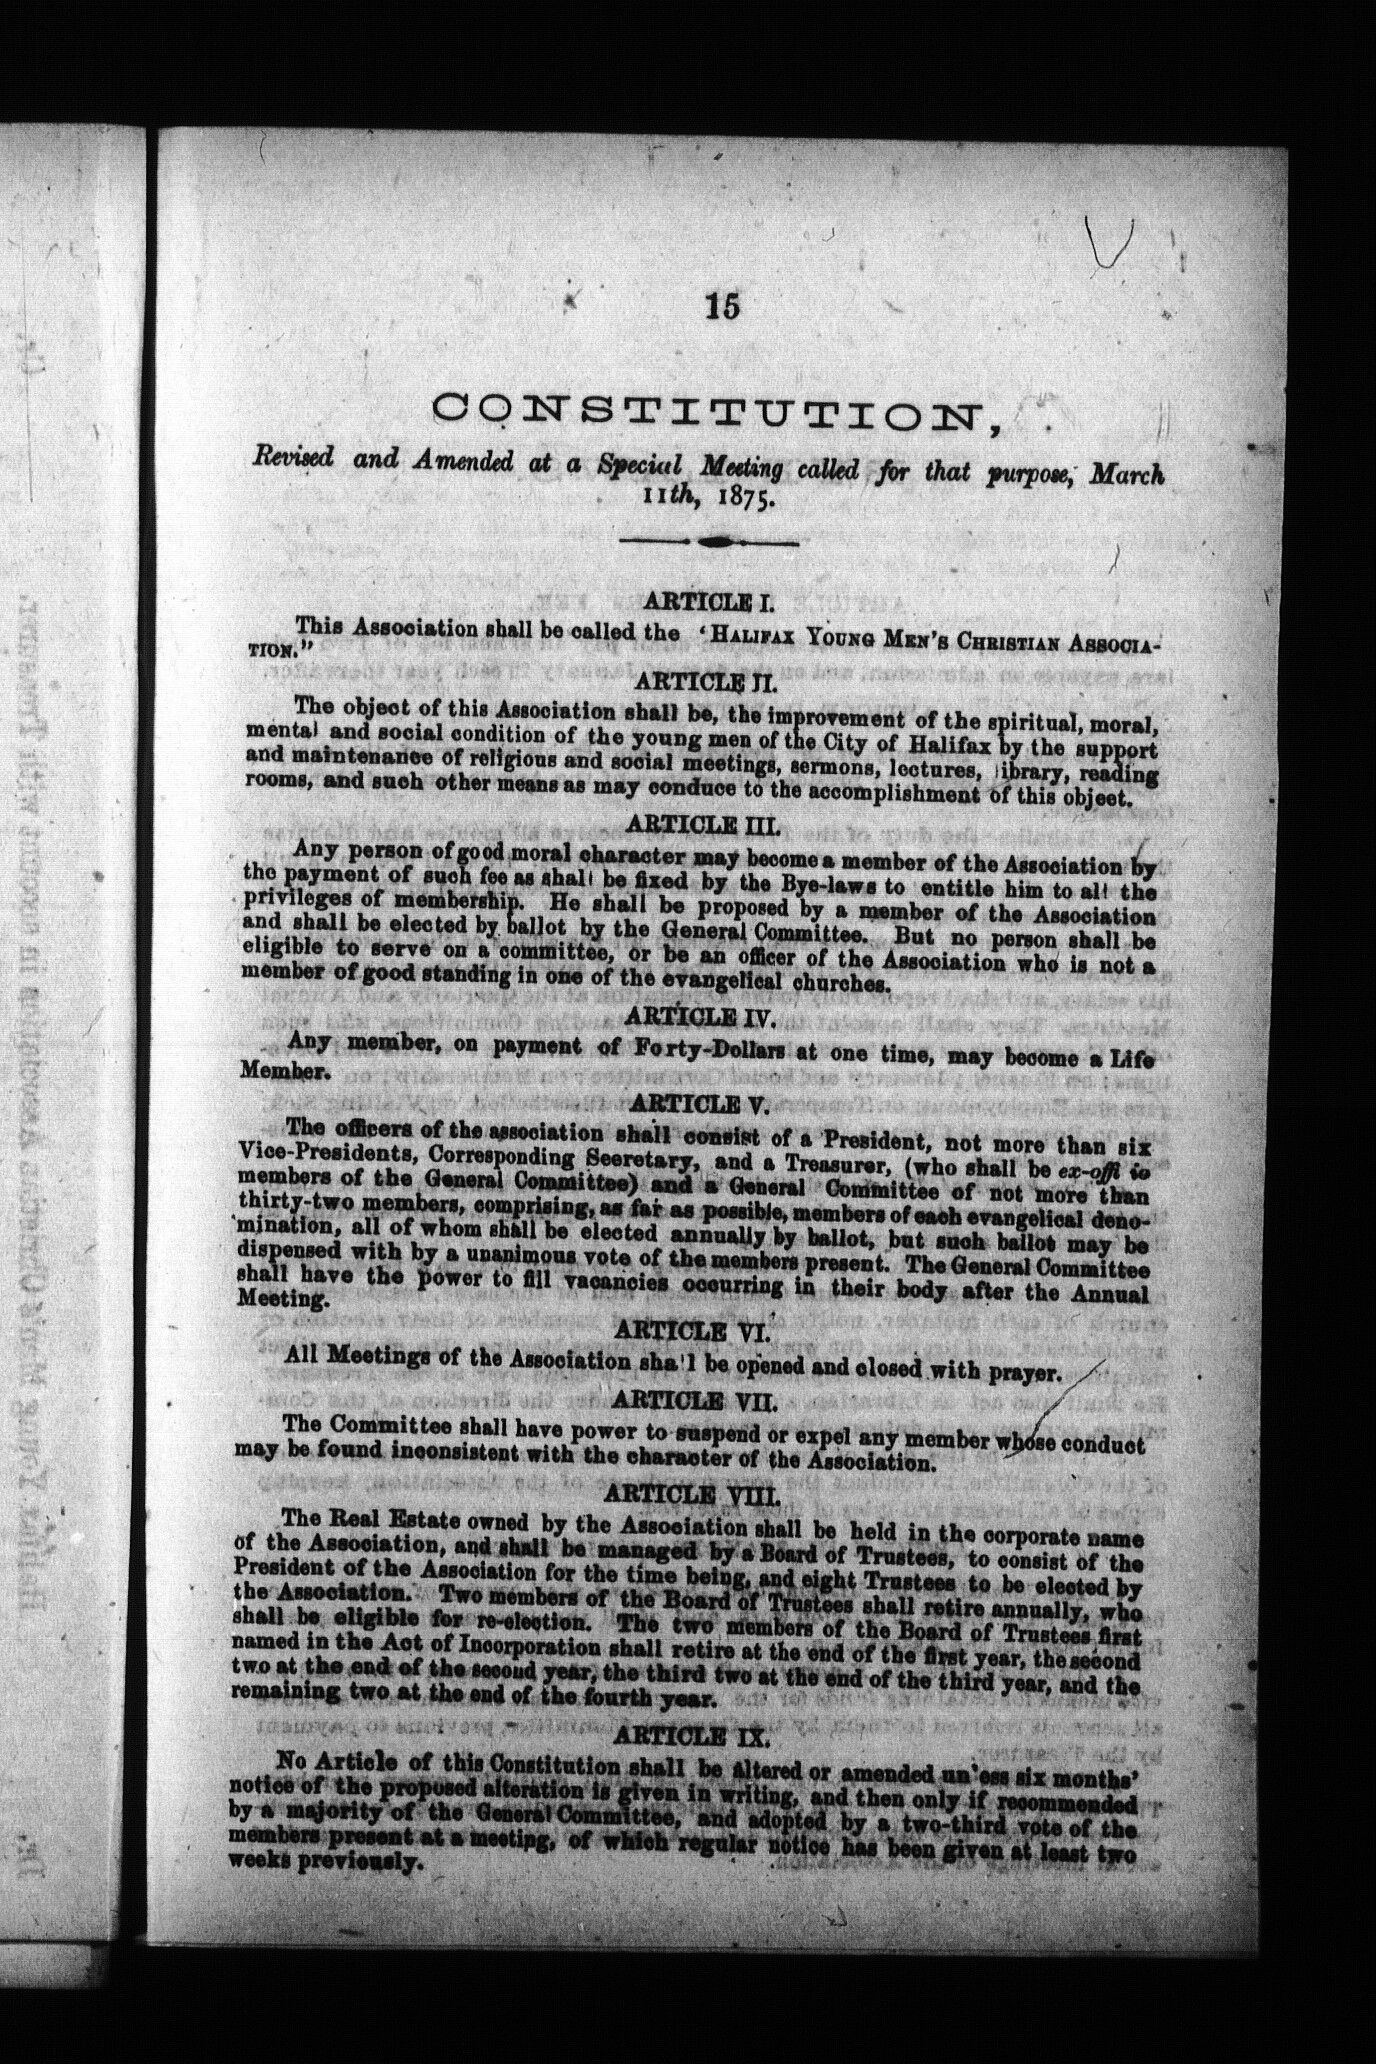 15
CONSTITUTION,
Revised and Amended at a Special Meeting called for that purpose, March
11th, 1875.
ARTICLE I.
This Association shall be called the ‘HALIFAX YOUNG MEN'S CHRISTIAN ASSOCIA-
TION.”
ARTICLE II.
The object of this Association shall be, the improvement of the spiritual, moral,
mental and social condition of the young men of the City of Halifax by the support
and maintenance of religious and social meetings, sermons, lectures, library, reading
rooms, and such other means as may conduce to the accomplishment of this object.
ARTICLE III.
Any person of good moral character may become a member of the Association by
the payment of such fee as shall be fixed by the Bye-laws to entitle him to all the
privileges of membership. He shall be proposed by a member of the Association
and shall be elected by ballot by the General Committee. But no person shall be
eligible to serve on a committee, or be an officer of the Association who is not a
member of good standing in one of the evangelical churches.
ARTICLE IV.
Any member, on payment of Forty-Dollars at one time, may become a Life
Member.
ARTICLE V.
The officers of the association shall consist of a President, not more than six
Vice-Presidents, Corresponding Secretary, and a Treasurer, (who shall be ex-offi io
members of the General Committee) and a General Committee of not more than
thirty-two members, comprising, as far as possible, members of each evangelical deno-
mination, all of whom shall be elected annually by ballot, but such ballot may be
dispensed with by a unanimous vote of the members present. The General Committee
shall have the power to fill vacancies occurring in their body after the Annual
Meeting.
ARTICLE VI.
All Meetings of the Association sha'l be opened and closed with prayer.
ARTICLE VII.
The Committee shall have power to suspend or expel any member whose conduct
may be found inconsistent with the character of the Association.
ARTICLE VIII.
The Real Estate owned by the Association shall be held in the corporate name
of the Association, and shall be managed by a Board of Trustees, to consist of the
President of the Association for the time being, and eight Trustees to be elected by
the Association. Two members of the Board of Trustees shall retire annually, who
shall be eligible for re-election. The two members of the Board of Trustees first
named in the Act of Incorporation shall retire at the end of the first year, the second
two at the end of the second year, the third two at the end of the third year, and the
remaining two at the end of the fourth year.
ARTICLE IX.
No Article of this Constitution shall be altered or amended un'ess six months'
notice of the proposed alteration is given in writing, and then only if recommended
by a majority of the General Committee, and adopted by a two-third vote of the
members present at a meeting, of which regular notice has been given at least two
weeks previously.